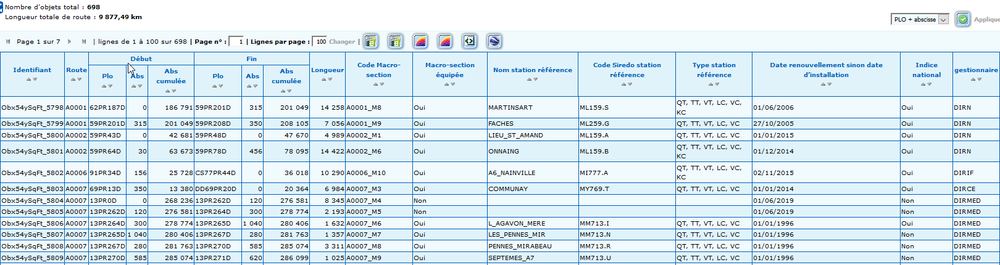 Nombre d'objets total : 698
Longueur totale de route : 9 877,49 km
PLO + abscisse Applique
Page 1 sur 7 | lignes de 1 à 100 sur 698 | Page n° : 1 | Lignes par page : 100 Changer |
Identifiant Route Début Fin Longueur Code Macro-section Macro-section équipée Nom station référence Code Siredo station référence Type station référence Date renouvellement sinon date d'installation Indice national gestionnaire
Plo Abs Abs cumulée Plo Abs Abs cumulée
Obx54ySqFt_5798 A0001 62PR187D 0 186 791 59PR201D 315 201 049 14 258 A0001_M8 Oui MARTINSART ML159.S QT, TT, VT, LC, VC, KC 01/06/2006 Oui DIRN
Obx54ySqFt_5799 A0001 59PR201D 315 201 049 59PR208D 350 208 105 7 056 A0001_M9 Oui FACHES ML259.G QT, TT, VT, LC, VC 27/10/2005 Oui DIRN
Obx54ySqFt_5800 A0002 59PR43D 0 42 681 59PR48D 0 47 670 4 989 A0002_M1 Oui LIEU_ST_AMAND ML159.A QT, TT, VT, LC, VC 01/01/2015 Oui DIRN
Obx54ySqFt_5801 A0002 59PR64D 30 63 673 59PR78D 456 78 095 14 422 A0002_M6 Oui ONNAING ML159.B QT, TT, VT, LC, VC, KC 01/12/2014 Oui DIRN
Obx54ySqFt_5802 A0006 91PR34D 156 25 728 CS77PR44D 0 36 018 10 290 A0006_M10 Oui A6_NAINVILLE MI777.A QT, TT, VT, LC, VC, KC 02/11/2015 Oui DIRIF
Obx54ySqFt_5803 A0007 69PR13D 350 13 380 DD69PR20D 0 20 364 6 984 A0007_M3 Oui COMMUNAY MY769.T QT, TT, VT, LC, VC 01/01/2014 Oui DIRCE
Obx54ySqFt_5804 A0007 13PR0D 0 268 236 13PR262D 120 276 581 8 345 A0007_M4 Non 01/06/2019 Non DIRMED
Obx54ySqFt_5805 A0007 13PR262D 120 276 581 13PR264D 300 278 774 2 193 A0007_M5 Non 01/06/2019 Non DIRMED
Obx54ySqFt_5806 A0007 13PR264D 300 278 774 13PR265D 1 040 280 406 1 632 A0007_M6 Oui L_AGAVON_MERE MM713.I QT, TT, VT, LC, VC 01/01/1996 Oui DIRMED
Obx54ySqFt_5807 A0007 13PR265D 1 040 280 406 13PR267D 280 281 763 1 357 A0007_M7 Oui LES_PENNES_MIR MM713.N QT, TT, VT, LC, VC 01/01/1996 Non DIRMED
Obx54ySqFt_5808 A0007 13PR267D 280 281 763 13PR270D 585 285 074 3 311 A0007_M8 Oui PENNES_MIRABEAU MM713.R QT, TT, VT, LC, VC 01/01/1996 Non DIRMED
Obx54ySqFt_5809 A0007 13PR270D 585 285 074 13PR271D 620 286 099 1 025 A0007_M9 Oui SEPTEMES_A7 MM713.U QT, TT, VT, LC, VC 01/01/1996 Non DIRMED